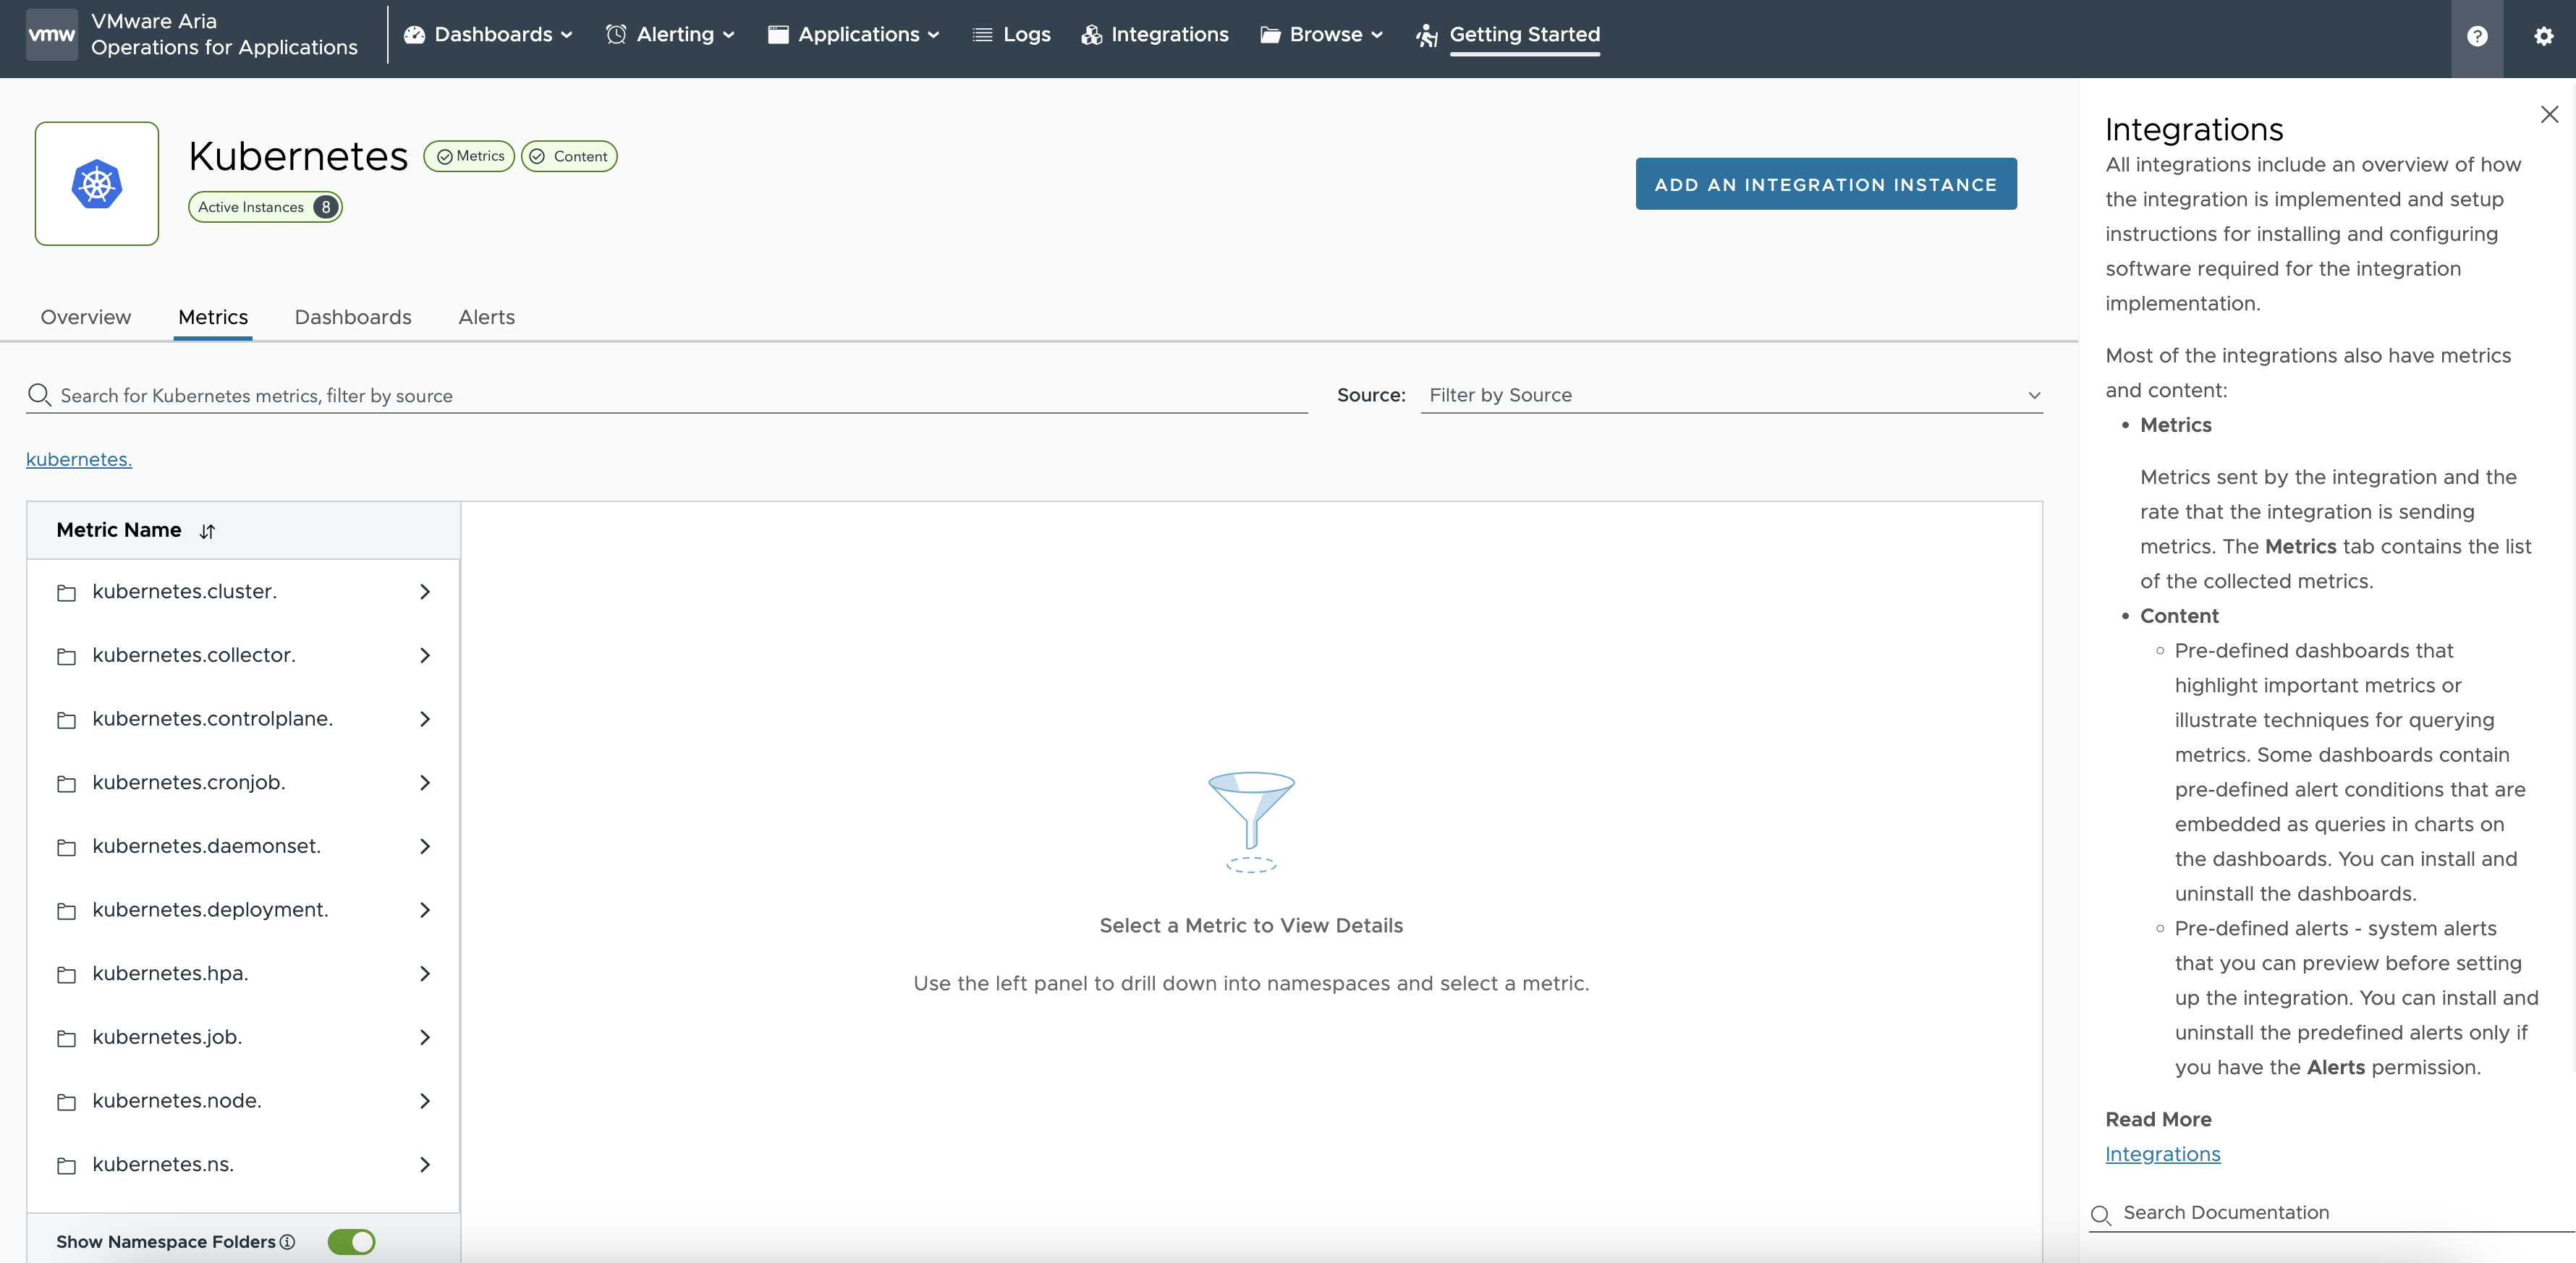 vmw
VMware Aria
Operations for Applications
Dashboards
Alerting
Applications
Logs
Integrations
Browse
Getting Started
?
Kubernetes
Metrics
Content
Active Instances 8
ADD AN INTEGRATION INSTANCE
Overview
Metrics
Dashboards
Alerts
Search for Kubernetes metrics, filter by source
Source: Filter by Source
kubernetes.
Metric Name
kubernetes.cluster.
kubernetes.collector.
kubernetes.controlplane.
kubernetes.cronjob.
kubernetes.daemonset.
kubernetes.deployment.
kubernetes.hpa.
kubernetes.job.
kubernetes.node.
kubernetes.ns.
Show Namespace Folders
Select a Metric to View Details
Use the left panel to drill down into namespaces and select a metric.
Integrations
All integrations include an overview of how
the integration is implemented and setup
instructions for installing and configuring
software required for the integration
implementation.
Most of the integrations also have metrics
and content:
• Metrics
Metrics sent by the integration and the
rate that the integration is sending
metrics. The Metrics tab contains the list
of the collected metrics.
• Content
◦ Pre-defined dashboards that
highlight important metrics or
illustrate techniques for querying
metrics. Some dashboards contain
pre-defined alert conditions that are
embedded as queries in charts on
the dashboards. You can install and
uninstall the dashboards.
◦ Pre-defined alerts - system alerts
that you can preview before setting
up the integration. You can install and
uninstall the predefined alerts only if
you have the Alerts permission.
Read More
Integrations
Search Documentation